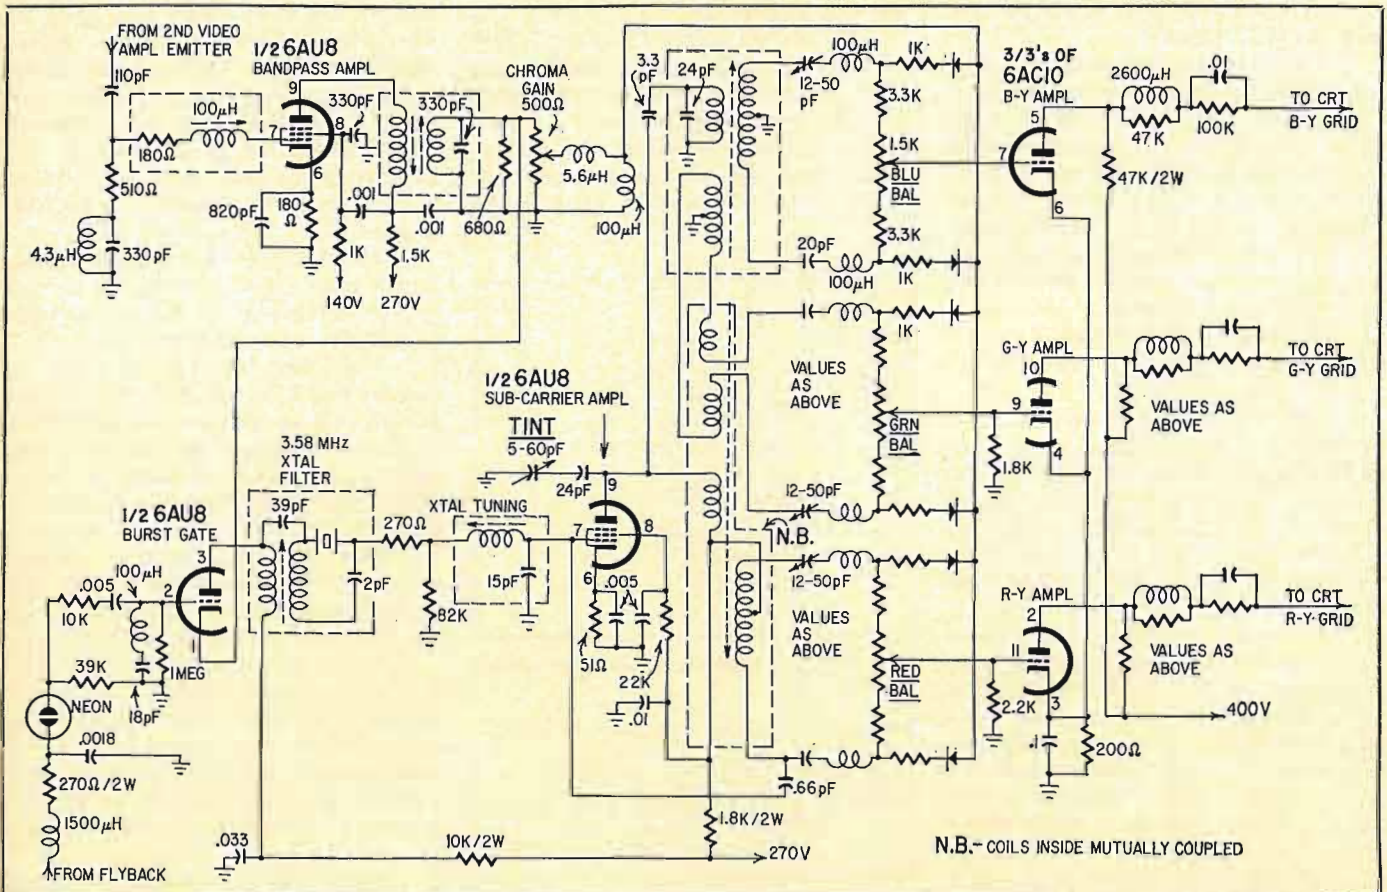 FROM 2ND VIDEO
AMPL EMITTER
110pF
1/2 6AU8
BANDPASS AMPL
9
330pF
8
100µH
7
180Ω
6
510Ω
820pF
180
Ω
4.3µH
330pF
.001
1K
1.5K
140V
270V
330pF
.001
680Ω
CHROMA
GAIN
500Ω
5.6µH
100µH
3.3
pF
24pF
12-50
pF
100µH
1K
3.3K
1.5K
BLU
BAL
3.3K
20pF
100µH
1K
3/3's OF
6AC10
B-Y AMPL
5
7
6
2600µH
47K
.01
100K
TO CRT
B-Y GRID
47K/2W
1K
VALUES
AS
ABOVE
GRN
BAL
12-50pF
N.B.
G-Y AMPL
10
9
4
1.8K
VALUES AS
ABOVE
TO CRT
G-Y GRID
1/2 6AU8
SUB-CARRIER AMPL
TINT
5-60pF
24pF
9
7
8
6
.005
51Ω
22K
.01
3.58 MHz
XTAL
FILTER
39pF
2pF
270Ω
XTAL TUNING
15pF
82K
1/2 6AU8
BURST GATE
3
2
1
100µH
.005
10K
39K
1MEG
18pF
NEON
.0018
270Ω/2W
1500µH
FROM FLYBACK
.033
10K/2W
1.8K/2W
270V
12-50pF
VALUES
AS
ABOVE
RED
BAL
.66pF
R-Y AMPL
2
11
3
2.2K
.1
200Ω
VALUES AS
ABOVE
TO CRT
R-Y GRID
400V
N.B.- COILS INSIDE MUTUALLY COUPLED